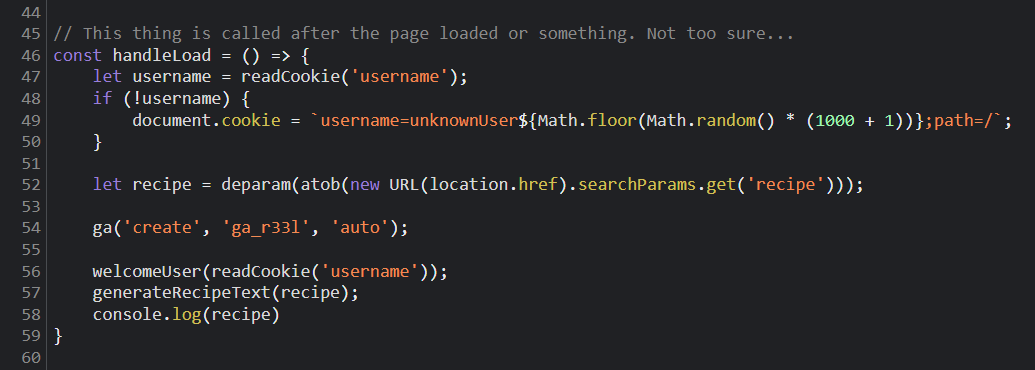 44
45 // This thing is called after the page loaded or something. Not too sure...
46 const handleLoad = () => {
47     let username = readCookie('username');
48     if (!username) {
49         document.cookie = `username=unknownUser${Math.floor(Math.random() * (1000 + 1))};path=/`;
50     }
51
52     let recipe = deparam(atob(new URL(location.href).searchParams.get('recipe')));
53
54     ga('create', 'ga_r33l', 'auto');
55
56     welcomeUser(readCookie('username'));
57     generateRecipeText(recipe);
58     console.log(recipe)
59 }
60